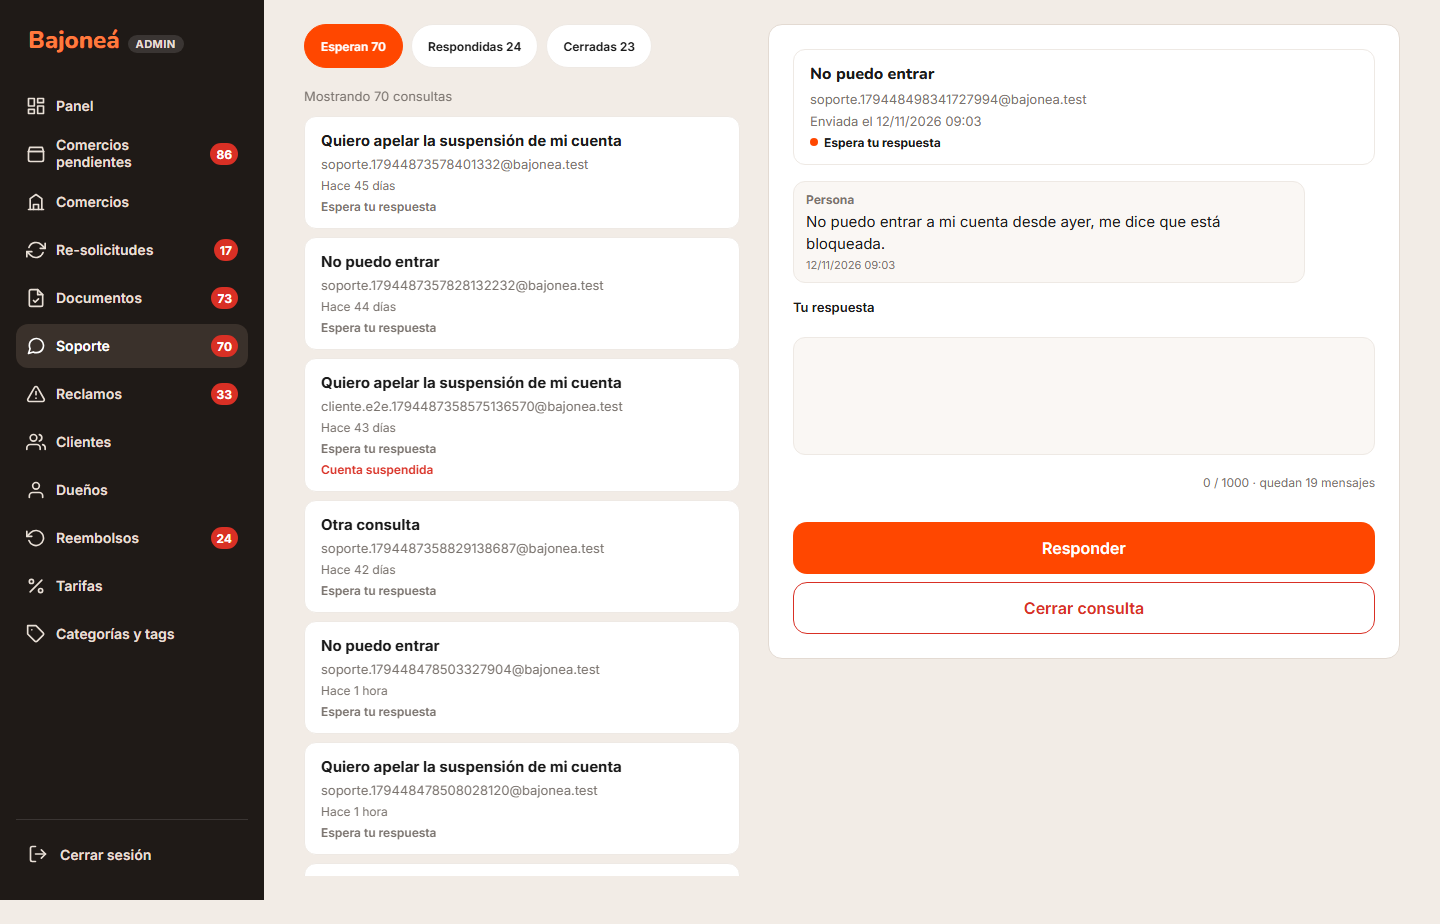 Bajoneá ADMIN
Panel
Comercios
pendientes
86
Comercios
Re-solicitudes 17
Documentos 73
Soporte 70
Reclamos 33
Clientes
Dueños
Reembolsos 24
Tarifas
Categorías y tags
Cerrar sesión
Esperan 70 Respondidas 24 Cerradas 23
Mostrando 70 consultas
Quiero apelar la suspensión de mi cuenta
soporte.17944873578401332@bajonea.test
Hace 45 días
Espera tu respuesta
No puedo entrar
soporte.1794487357828132232@bajonea.test
Hace 44 días
Espera tu respuesta
Quiero apelar la suspensión de mi cuenta
cliente.e2e.1794487358575136570@bajonea.test
Hace 43 días
Espera tu respuesta
Cuenta suspendida
Otra consulta
soporte.1794487358829138687@bajonea.test
Hace 42 días
Espera tu respuesta
No puedo entrar
soporte.179448478503327904@bajonea.test
Hace 1 hora
Espera tu respuesta
Quiero apelar la suspensión de mi cuenta
soporte.179448478508028120@bajonea.test
Hace 1 hora
Espera tu respuesta
No puedo entrar
soporte.179448498341727994@bajonea.test
Enviada el 12/11/2026 09:03
Espera tu respuesta
Persona
No puedo entrar a mi cuenta desde ayer, me dice que está
bloqueada.
12/11/2026 09:03
Tu respuesta
0 / 1000 · quedan 19 mensajes
Responder
Cerrar consulta